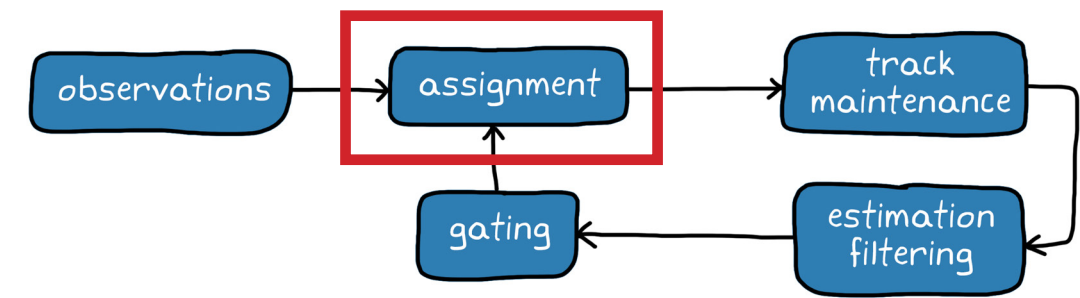 observations
assignment
track
maintenance
gating
estimation
filtering